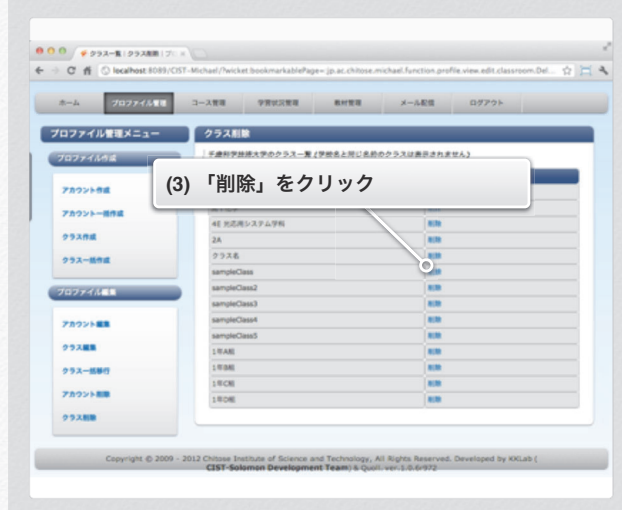 クラス一覧 | クラス削除 | プロ
localhost:8089/CIST-Michael/?wicket:bookmarkablePage=:jp.ac.chitose.michael.function.profile.view.edit.classroom.Del...
ホーム プロファイル管理 コース管理 学習状況管理 教材管理 メール配信 ログアウト
プロファイル管理メニュー
プロファイル作成
アカウント作成
アカウント一括作成
クラス作成
クラス一括作成
プロファイル編集
アカウント編集
クラス編集
クラス一括移行
アカウント削除
クラス削除
クラス削除
千歳科学技術大学のクラス一覧 (学校名と同じ名前のクラスは表示されません)
(3) 「削除」をクリック
4E 光応用システム学科 削除
2A 削除
クラス名 削除
sampleClass 削除
sampleClass2 削除
sampleClass3 削除
sampleClass4 削除
sampleClass5 削除
1年A組 削除
1年B組 削除
1年C組 削除
1年D組 削除
Copyright © 2009 - 2012 Chitose Institute of Science and Technology, All Rights Reserved. Developed by KKLab (
CIST-Solomon Development Team) & Quoll. ver.1.0.6-972